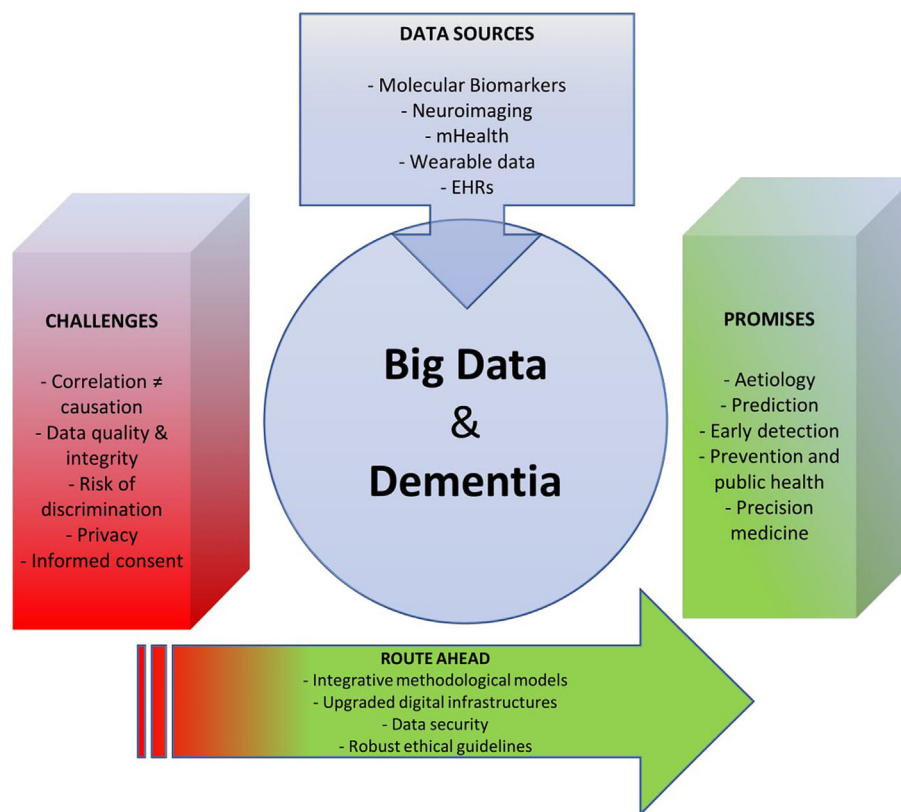 DATA SOURCES
- Molecular Biomarkers
- Neuroimaging
- mHealth
- Wearable data
- EHRs
CHALLENGES
- Correlation ≠
causation
- Data quality &
integrity
- Risk of
discrimination
- Privacy
- Informed consent
Big Data
&
Dementia
PROMISES
- Aetiology
- Prediction
- Early detection
- Prevention and
public health
- Precision
medicine
ROUTE AHEAD
- Integrative methodological models
- Upgraded digital infrastructures
- Data security
- Robust ethical guidelines